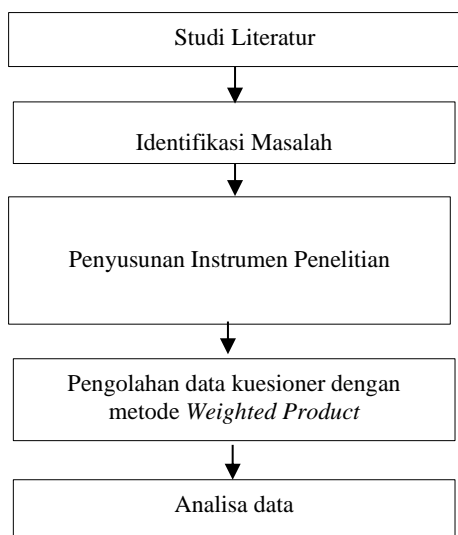 Studi Literatur
Identifikasi Masalah
Penyusunan Instrumen Penelitian
Pengolahan data kuesioner dengan
metode Weighted Product
Analisa data